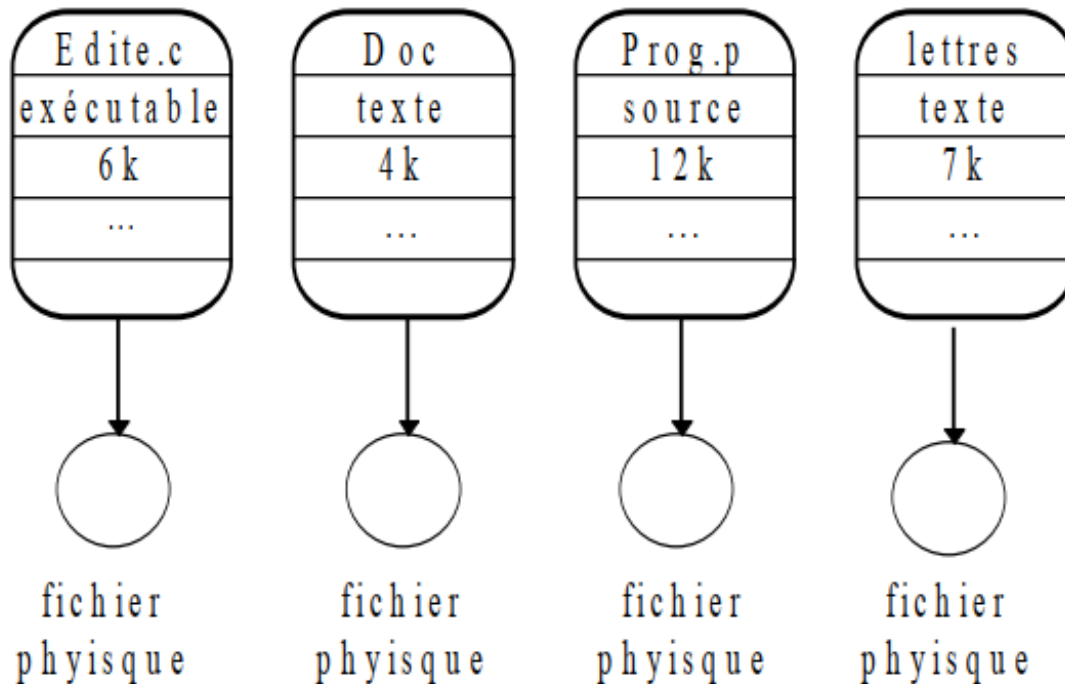 Edite.c
exécutable
6k
...
Doc
texte
4k
...
Prog.p
source
12k
...
lettres
texte
7k
...
fichier
phyisque
fichier
phyisque
fichier
phyisque
fichier
phyisque